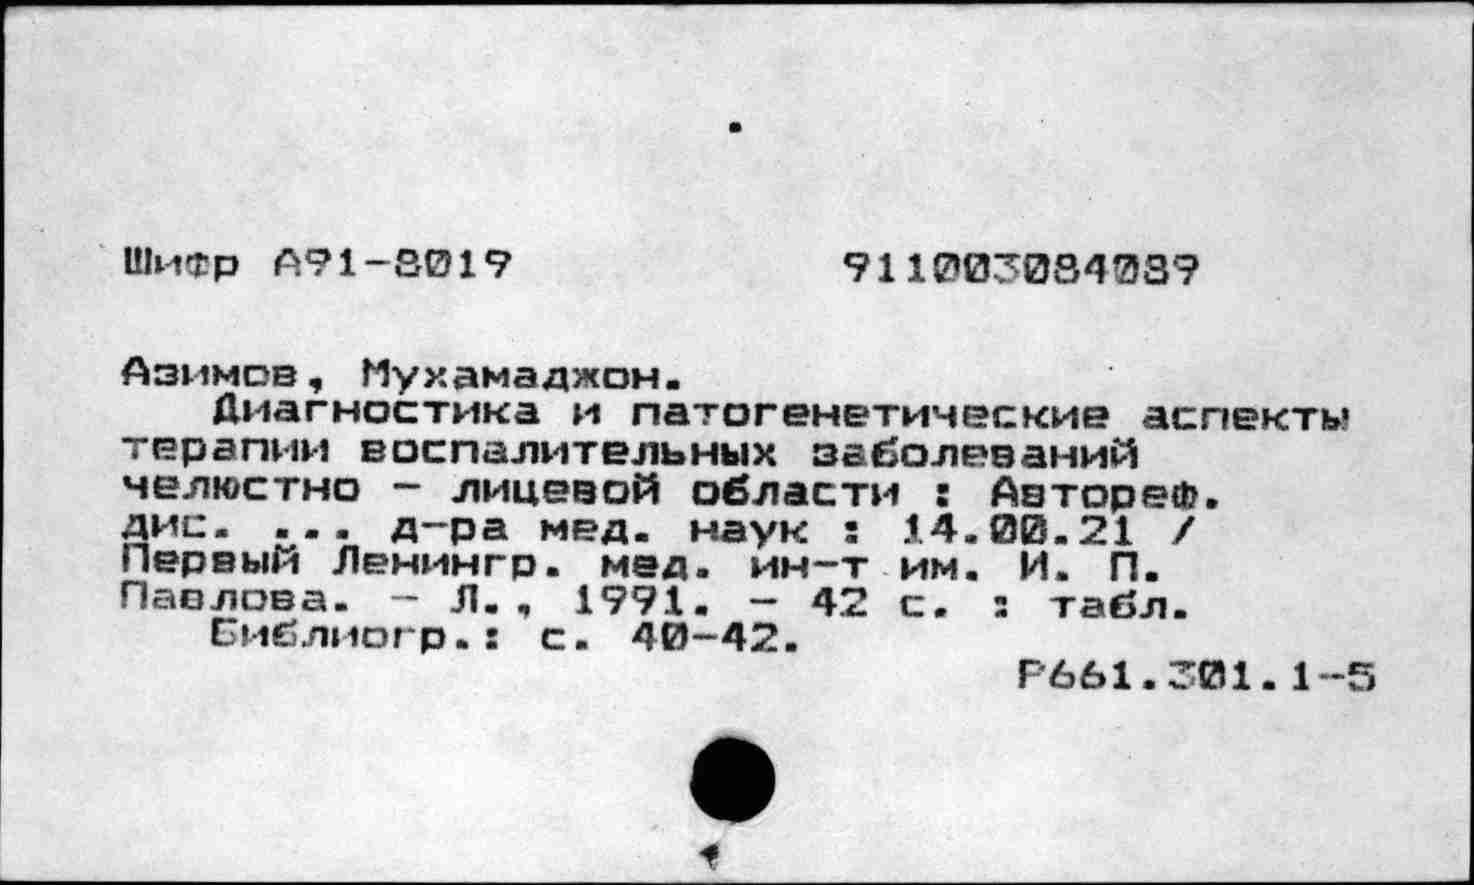 Шифр А91-8019 911003084089
Азимов, Мухамаджон.
Диагностика и патогенетические аспекты
терапии воспалительных заболеваний
челюстно - лицевой области : Автореф.
дис. ... д-ра мед. наук : 14.00.21 /
Первый Ленингр. мед. ин-т им. И. П.
Павлова. - Л., 1991. - 42 с. : табл.
Библиогр.: с. 40-42.
Р661.301.1-5